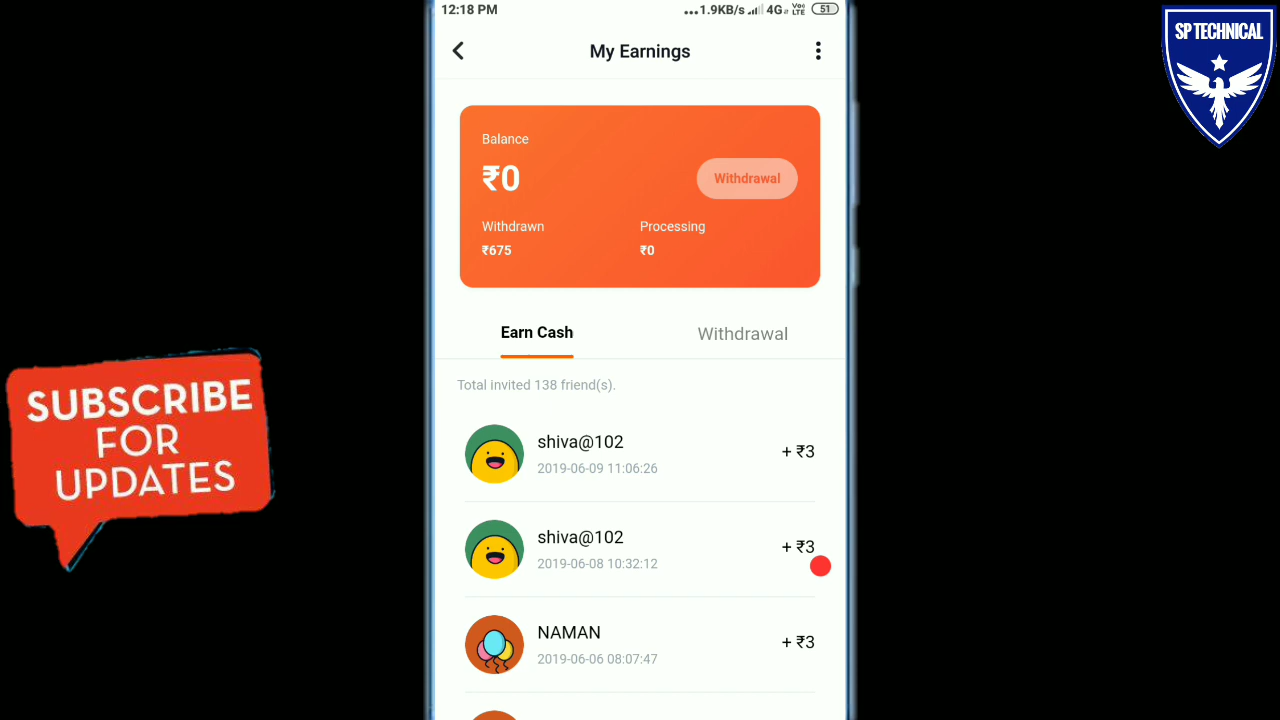 12:18 PM
...1.9KB/s 4G Vo LTE 51
SP TECHNICAL
My Earnings
Balance
₹0
Withdrawal
Withdrawn
Processing
₹675
₹0
Earn Cash
Withdrawal
Total invited 138 friend(s).
shiva@102
+ ₹3
2019-06-09 11:06:26
shiva@102
+ ₹3
2019-06-08 10:32:12
NAMAN
+ ₹3
2019-06-06 08:07:47
SUBSCRIBE
FOR
UPDATES